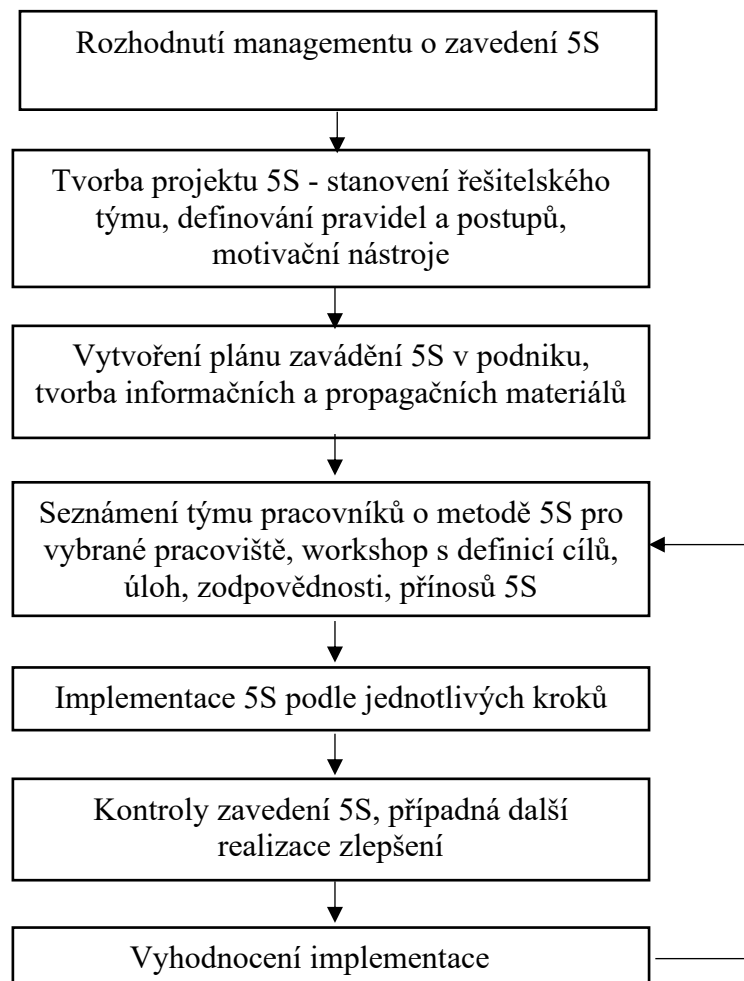 Rozhodnutí managementu o zavedení 5S
Tvorba projektu 5S - stanovení řešitelského
týmu, definování pravidel a postupů,
motivační nástroje
Vytvoření plánu zavádění 5S v podniku,
tvorba informačních a propagačních materiálů
Seznámení týmu pracovníků o metodě 5S pro
vybrané pracoviště, workshop s definicí cílů,
úloh, zodpovědnosti, přínosů 5S
Implementace 5S podle jednotlivých kroků
Kontroly zavedení 5S, případná další
realizace zlepšení
Vyhodnocení implementace